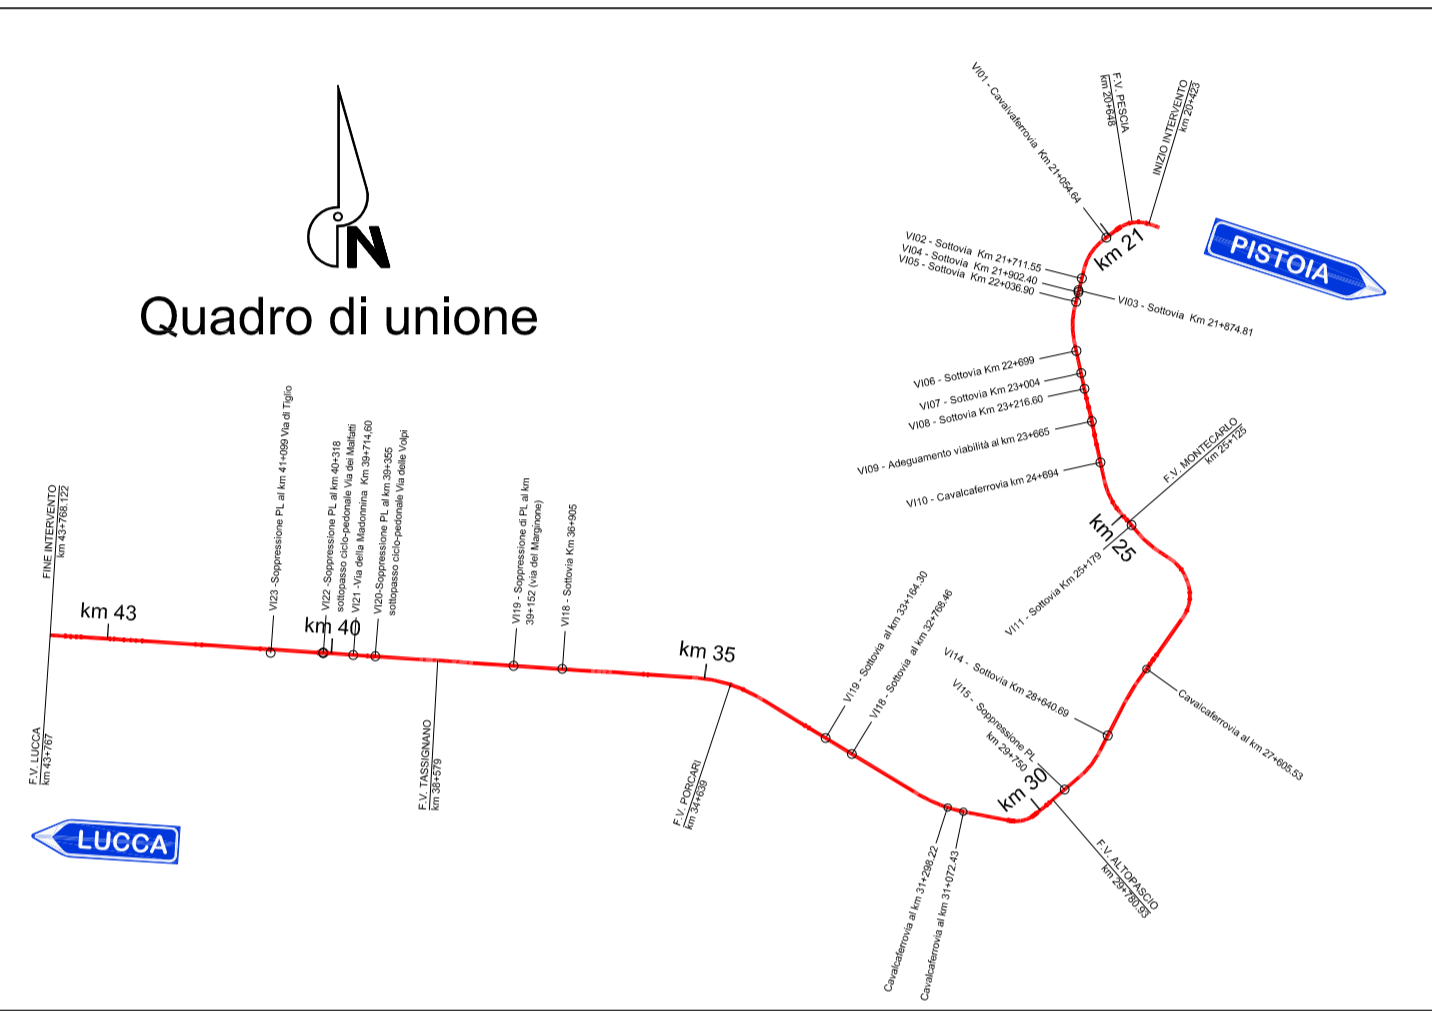 N
Quadro di unione
VI01 - Cavalvaferrovia Km 21+054.64
F.V. PESCIA
km 20+648
INIZIO INTERVENTO
km 20+423
km 21
PISTOIA
VI02 - Sottovia Km 21+711.55
VI04 - Sottovia Km 21+902.40
VI05 - Sottovia Km 22+036.90
VI03 - Sottovia Km 21+874.81
VI06 - Sottovia Km 22+699
VI07 - Sottovia Km 23+004
VI08 - Sottovia Km 23+216.60
VI09 - Adeguamento viabilità al km 23+665
VI10 - Cavalcaferrovia km 24+694
F.V. MONTECARLO
km 25+125
km 25
VI11 - Sottovia Km 25+179
Cavalcaferrovia al km 27+605.53
VI14 - Sottovia Km 28+640.69
VI15 - Soppressione PL
km 29+750
km 30
F.V. ALTOPASCIO
km 29+780.93
Cavalcaferrovia al km 31+072.43
Cavalcaferrovia al km 31+298.22
VI18 - Sottovia al km 32+768.46
VI19 - Sottovia al km 33+164.30
F.V. PORCARI
km 34+639
km 35
VI18 - Sottovia Km 36+905
VI19 - Soppressione di PL al km
39+152 (via del Marginone)
F.V. TASSIGNANO
km 38+579
VI20-Soppressione PL al km 39+355
sottopasso ciclo-pedonale Via delle Volpi
VI21 -Via della Madonnina Km 39+714,60
VI22 -Soppressione PL al km 40+318
sottopasso ciclo-pedonale Via dei Malfatti
km 40
VI23 -Soppressione PL al km 41+099 Via di Tiglio
km 43
FINE INTERVENTO
km 43+768.122
F.V. LUCCA
km 43+767
LUCCA